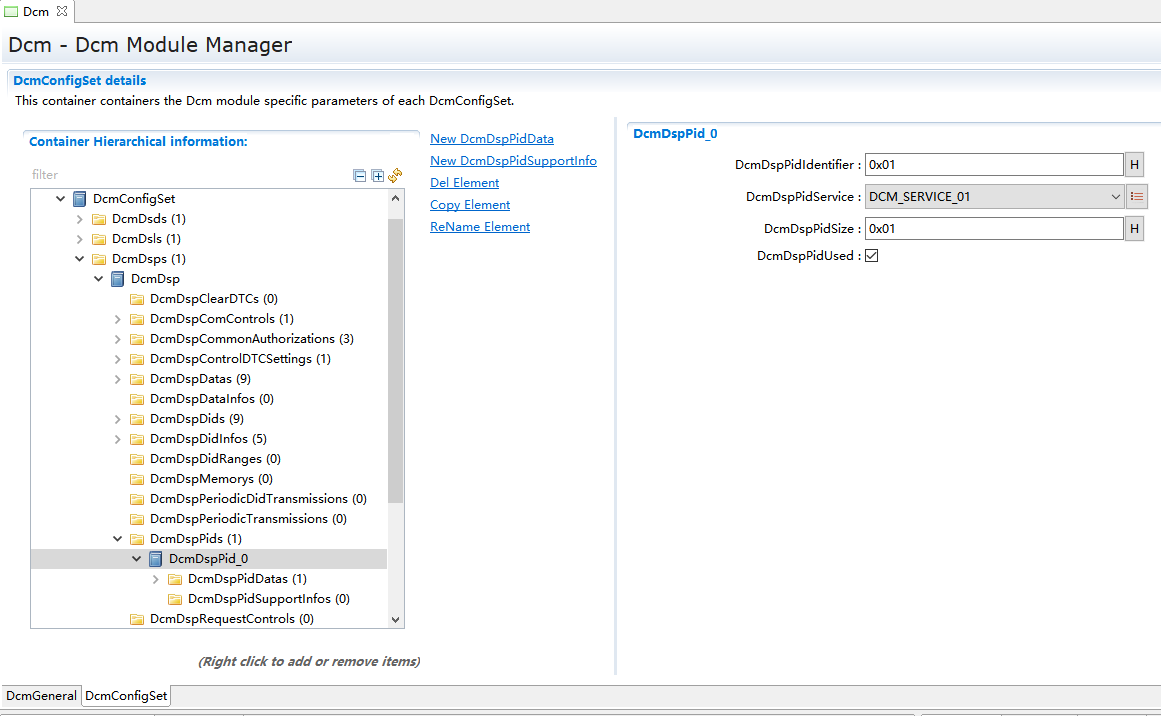 Dcm
Dcm - Dcm Module Manager
DcmConfigSet details
This container containers the Dcm module specific parameters of each DcmConfigSet.
Container Hierarchical information:
filter
DcmConfigSet
DcmDsds (1)
DcmDsls (1)
DcmDsps (1)
DcmDsp
DcmDspClearDTCs (0)
DcmDspComControls (1)
DcmDspCommonAuthorizations (3)
DcmDspControlDTCSettings (1)
DcmDspDatas (9)
DcmDspDataInfos (0)
DcmDspDids (9)
DcmDspDidInfos (5)
DcmDspDidRanges (0)
DcmDspMemorys (0)
DcmDspPeriodicDidTransmissions (0)
DcmDspPeriodicTransmissions (0)
DcmDspPids (1)
DcmDspPid_0
DcmDspPidDatas (1)
DcmDspPidSupportInfos (0)
DcmDspRequestControls (0)
(Right click to add or remove items)
New DcmDspPidData
New DcmDspPidSupportInfo
Del Element
Copy Element
ReName Element
DcmDspPid_0
DcmDspPidIdentifier : 0x01 H
DcmDspPidService : DCM_SERVICE_01
DcmDspPidSize : 0x01 H
DcmDspPidUsed :
DcmGeneral DcmConfigSet